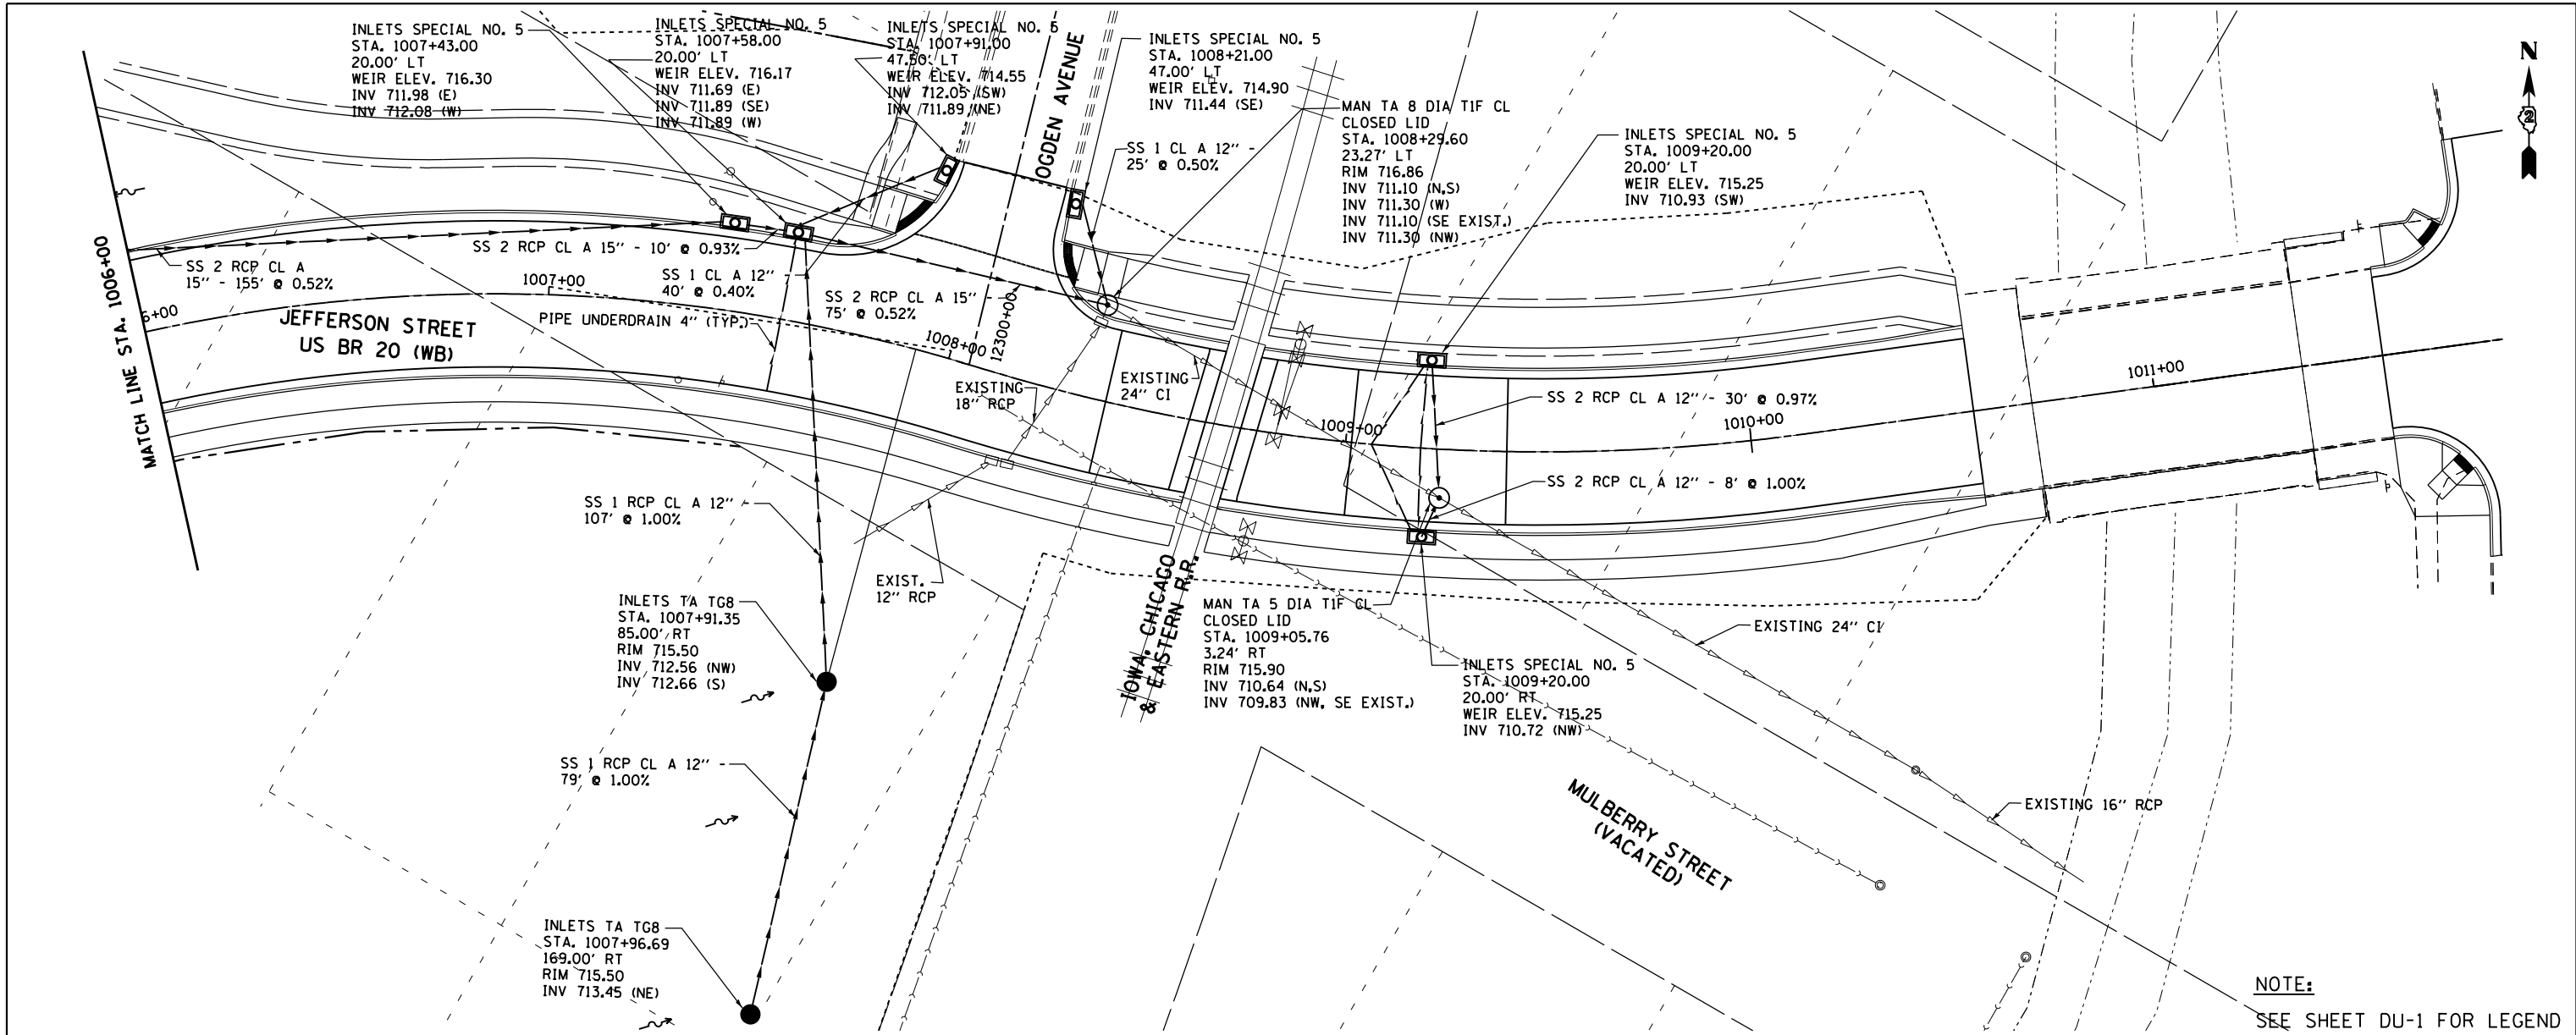 INLETS SPECIAL NO. 5
STA. 1007+43.00
20.00' LT
WEIR ELEV. 716.30
INV 711.98 (E)
INV 712.08 (W)
INLETS SPECIAL NO. 5
STA. 1007+58.00
20.00' LT
WEIR ELEV. 716.17
INV 711.69 (E)
INV 711.89 (SE)
INV 711.89 (W)
INLETS SPECIAL NO. 5
STA. 1007+91.00
47.50' LT
WEIR ELEV. 714.55
INV 712.05 (SW)
INV 711.89 (NE)
OGDEN AVENUE
INLETS SPECIAL NO. 5
STA. 1008+21.00
47.00' LT
WEIR ELEV. 714.90
INV 711.44 (SE)
SS 1 CL A 12" -
25' @ 0.50%
MAN TA 8 DIA T1F CL
CLOSED LID
STA. 1008+29.60
23.27' LT
RIM 716.86
INV 711.10 (N,S)
INV 711.30 (W)
INV 711.10 (SE EXIST.)
INV 711.30 (NW)
INLETS SPECIAL NO. 5
STA. 1009+20.00
20.00' LT
WEIR ELEV. 715.25
INV 710.93 (SW)
N
2
MATCH LINE STA. 1006+00
6+00
SS 2 RCP CL A
15" - 155' @ 0.52%
SS 2 RCP CL A 15" - 10' @ 0.93%
1007+00
SS 1 CL A 12" -
40' @ 0.40%
SS 2 RCP CL A 15" -
75' @ 0.52%
JEFFERSON STREET
US BR 20 (WB)
PIPE UNDERDRAIN 4" (TYP.)
1008+00
12300+00
EXISTING
18" RCP
EXISTING
24" CI
1009+00
1010+00
1011+00
SS 2 RCP CL A 12" - 30' @ 0.97%
SS 2 RCP CL A 12" - 8' @ 1.00%
SS 1 RCP CL A 12" -
107' @ 1.00%
EXIST.
12" RCP
IOWA, CHICAGO
& EASTERN R.R.
INLETS TA TG8
STA. 1007+91.35
85.00' RT
RIM 715.50
INV 712.56 (NW)
INV 712.66 (S)
MAN TA 5 DIA T1F CL
CLOSED LID
STA. 1009+05.76
3.24' RT
RIM 715.90
INV 710.64 (N,S)
INV 709.83 (NW, SE EXIST.)
INLETS SPECIAL NO. 5
STA. 1009+20.00
20.00' RT
WEIR ELEV. 715.25
INV 710.72 (NW)
EXISTING 24" CI
SS 1 RCP CL A 12" -
79' @ 1.00%
MULBERRY STREET
(VACATED)
EXISTING 16" RCP
INLETS TA TG8
STA. 1007+96.69
169.00' RT
RIM 715.50
INV 713.45 (NE)
NOTE:
SEE SHEET DU-1 FOR LEGEND